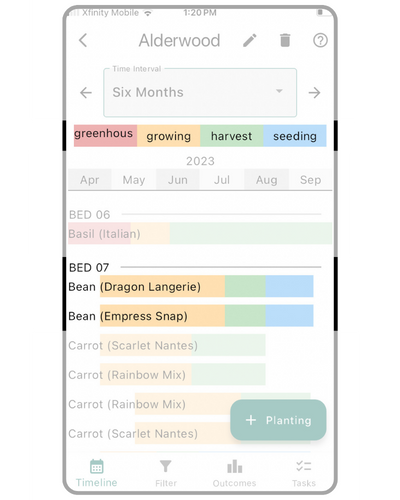 Xfinity Mobile 1:20 PM
Alderwood
Time Interval
Six Months
greenhous growing harvest seeding
2023
Apr May Jun Jul Aug Sep
BED 06
Basil (Italian)
BED 07
Bean (Dragon Langerie)
Bean (Empress Snap)
Carrot (Scarlet Nantes)
Carrot (Rainbow Mix)
Carrot (Rainbow Mix)
Carrot (Scarlet Nantes)
+ Planting
Timeline Filter Outcomes Tasks